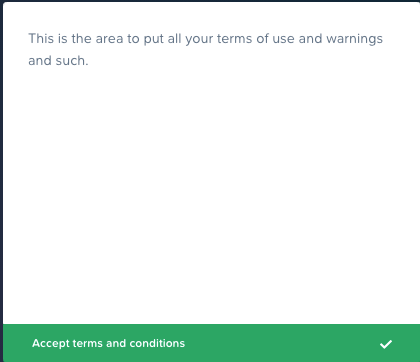 This is the area to put all your terms of use and warnings
and such.
Accept terms and conditions